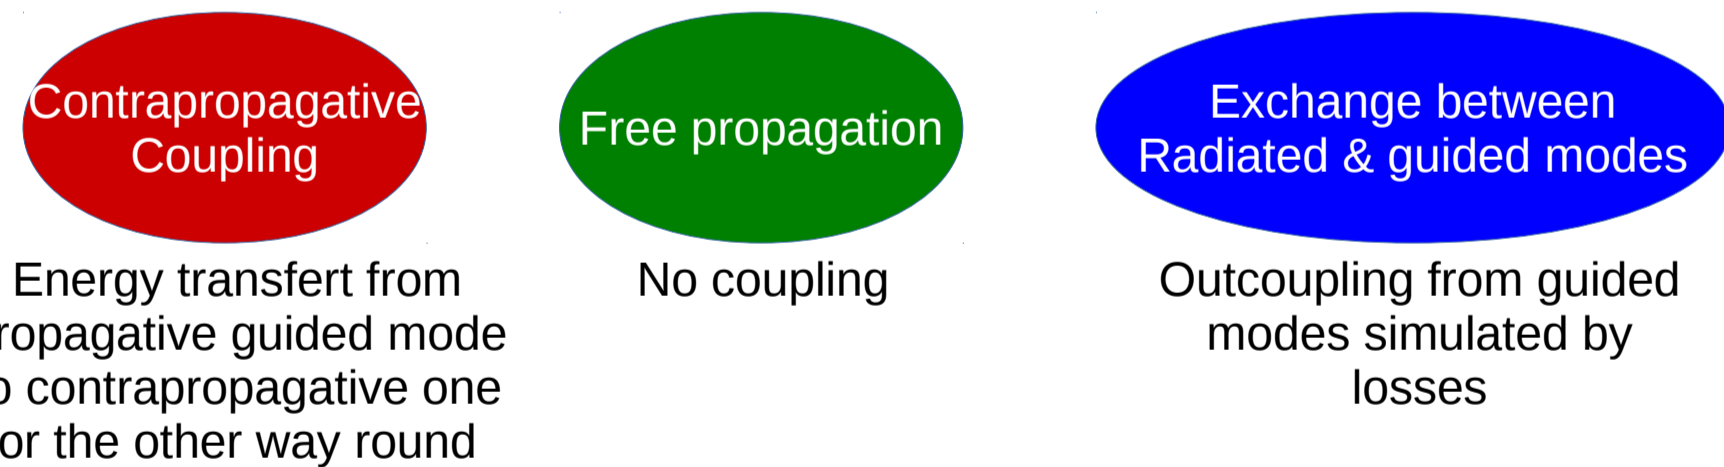 Contrapropagative
Coupling
Energy transfert from
ropagative guided mode
o contrapropagative one
or the other way round
Free propagation
No coupling
Exchange between
Radiated & guided modes
Outcoupling from guided
modes simulated by
losses